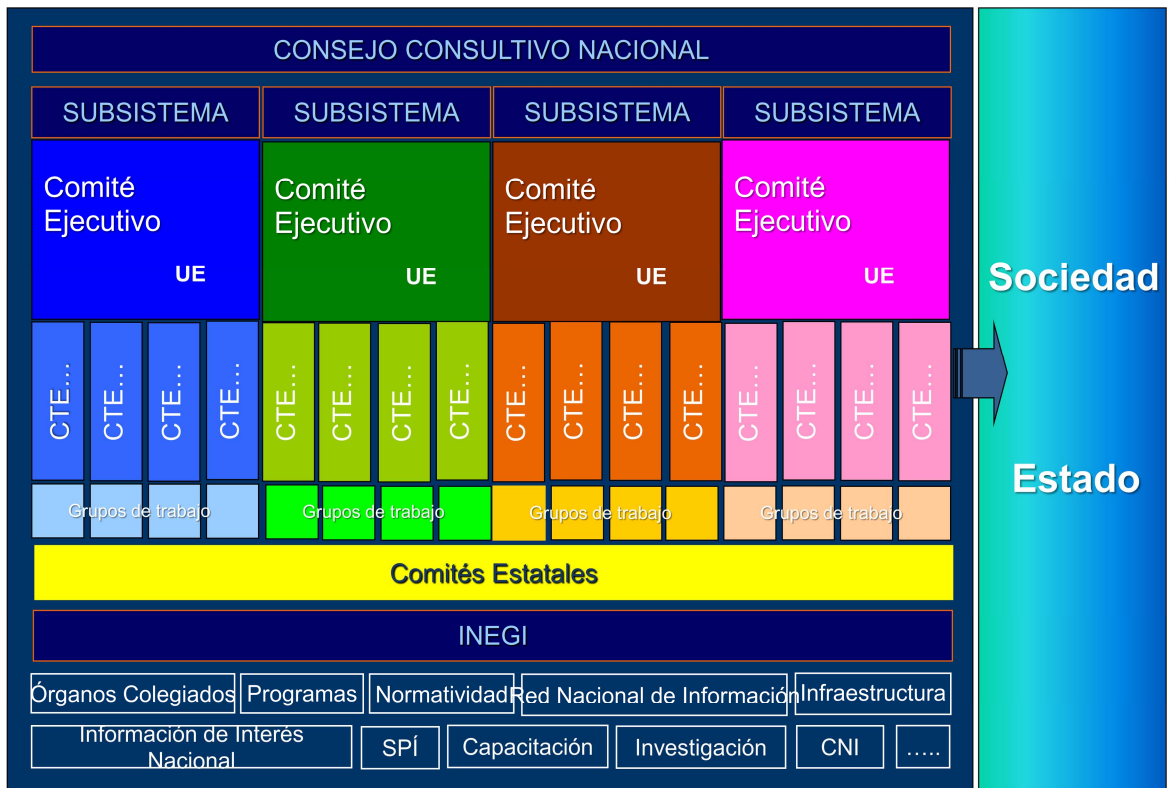 CONSEJO CONSULTIVO NACIONAL
SUBSISTEMA SUBSISTEMA SUBSISTEMA SUBSISTEMA
Comité Ejecutivo UE
Comité Ejecutivo UE
Comité Ejecutivo UE
Comité Ejecutivo UE
CTE... CTE... CTE... CTE... CTE... CTE... CTE... CTE... CTE... CTE... CTE... CTE... CTE... CTE... CTE... CTE...
Grupos de trabajo Grupos de trabajo Grupos de trabajo Grupos de trabajo
Comités Estatales
INEGI
Órganos Colegiados Programas Normatividad Red Nacional de Información Infraestructura
Información de Interés Nacional SPÍ Capacitación Investigación CNI .....
Sociedad
Estado